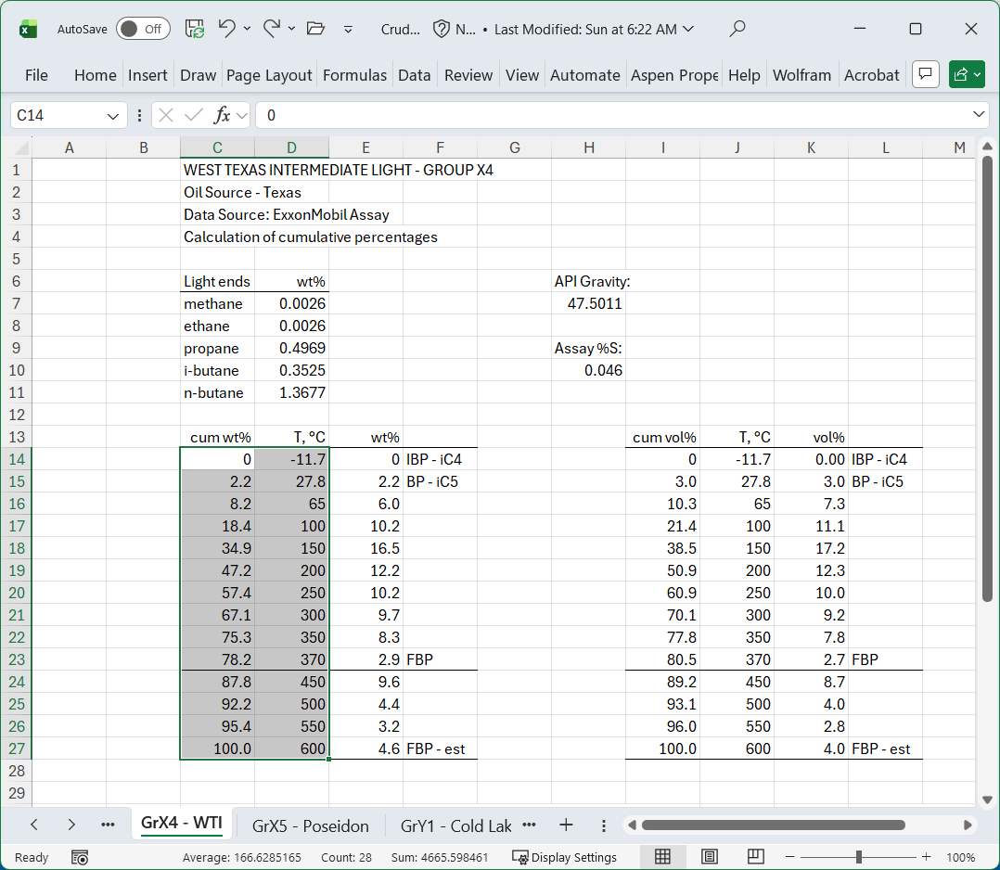 AutoSave Off Crud... N... • Last Modified: Sun at 6:22 AM
File Home Insert Draw Page Layout Formulas Data Review View Automate Aspen Prope Help Wolfram Acrobat
C14 fx 0
A B C D E F G H I J K L M
1 WEST TEXAS INTERMEDIATE LIGHT - GROUP X4
2 Oil Source - Texas
3 Data Source: ExxonMobil Assay
4 Calculation of cumulative percentages
5
6 Light ends wt% API Gravity:
7 methane 0.0026 47.5011
8 ethane 0.0026
9 propane 0.4969 Assay %S:
10 i-butane 0.3525 0.046
11 n-butane 1.3677
12
13 cum wt% T, °C wt% cum vol% T, °C vol%
14 0 -11.7 0 IBP - iC4 0 -11.7 0.00 IBP - iC4
15 2.2 27.8 2.2 BP - iC5 3.0 27.8 3.0 BP - iC5
16 8.2 65 6.0 10.3 65 7.3
17 18.4 100 10.2 21.4 100 11.1
18 34.9 150 16.5 38.5 150 17.2
19 47.2 200 12.2 50.9 200 12.3
20 57.4 250 10.2 60.9 250 10.0
21 67.1 300 9.7 70.1 300 9.2
22 75.3 350 8.3 77.8 350 7.8
23 78.2 370 2.9 FBP 80.5 370 2.7 FBP
24 87.8 450 9.6 89.2 450 8.7
25 92.2 500 4.4 93.1 500 4.0
26 95.4 550 3.2 96.0 550 2.8
27 100.0 600 4.6 FBP - est 100.0 600 4.0 FBP - est
28
29
... GrX4 - WTI GrX5 - Poseidon GrY1 - Cold Lak ...
Ready Average: 166.6285165 Count: 28 Sum: 4665.598461 Display Settings 100%